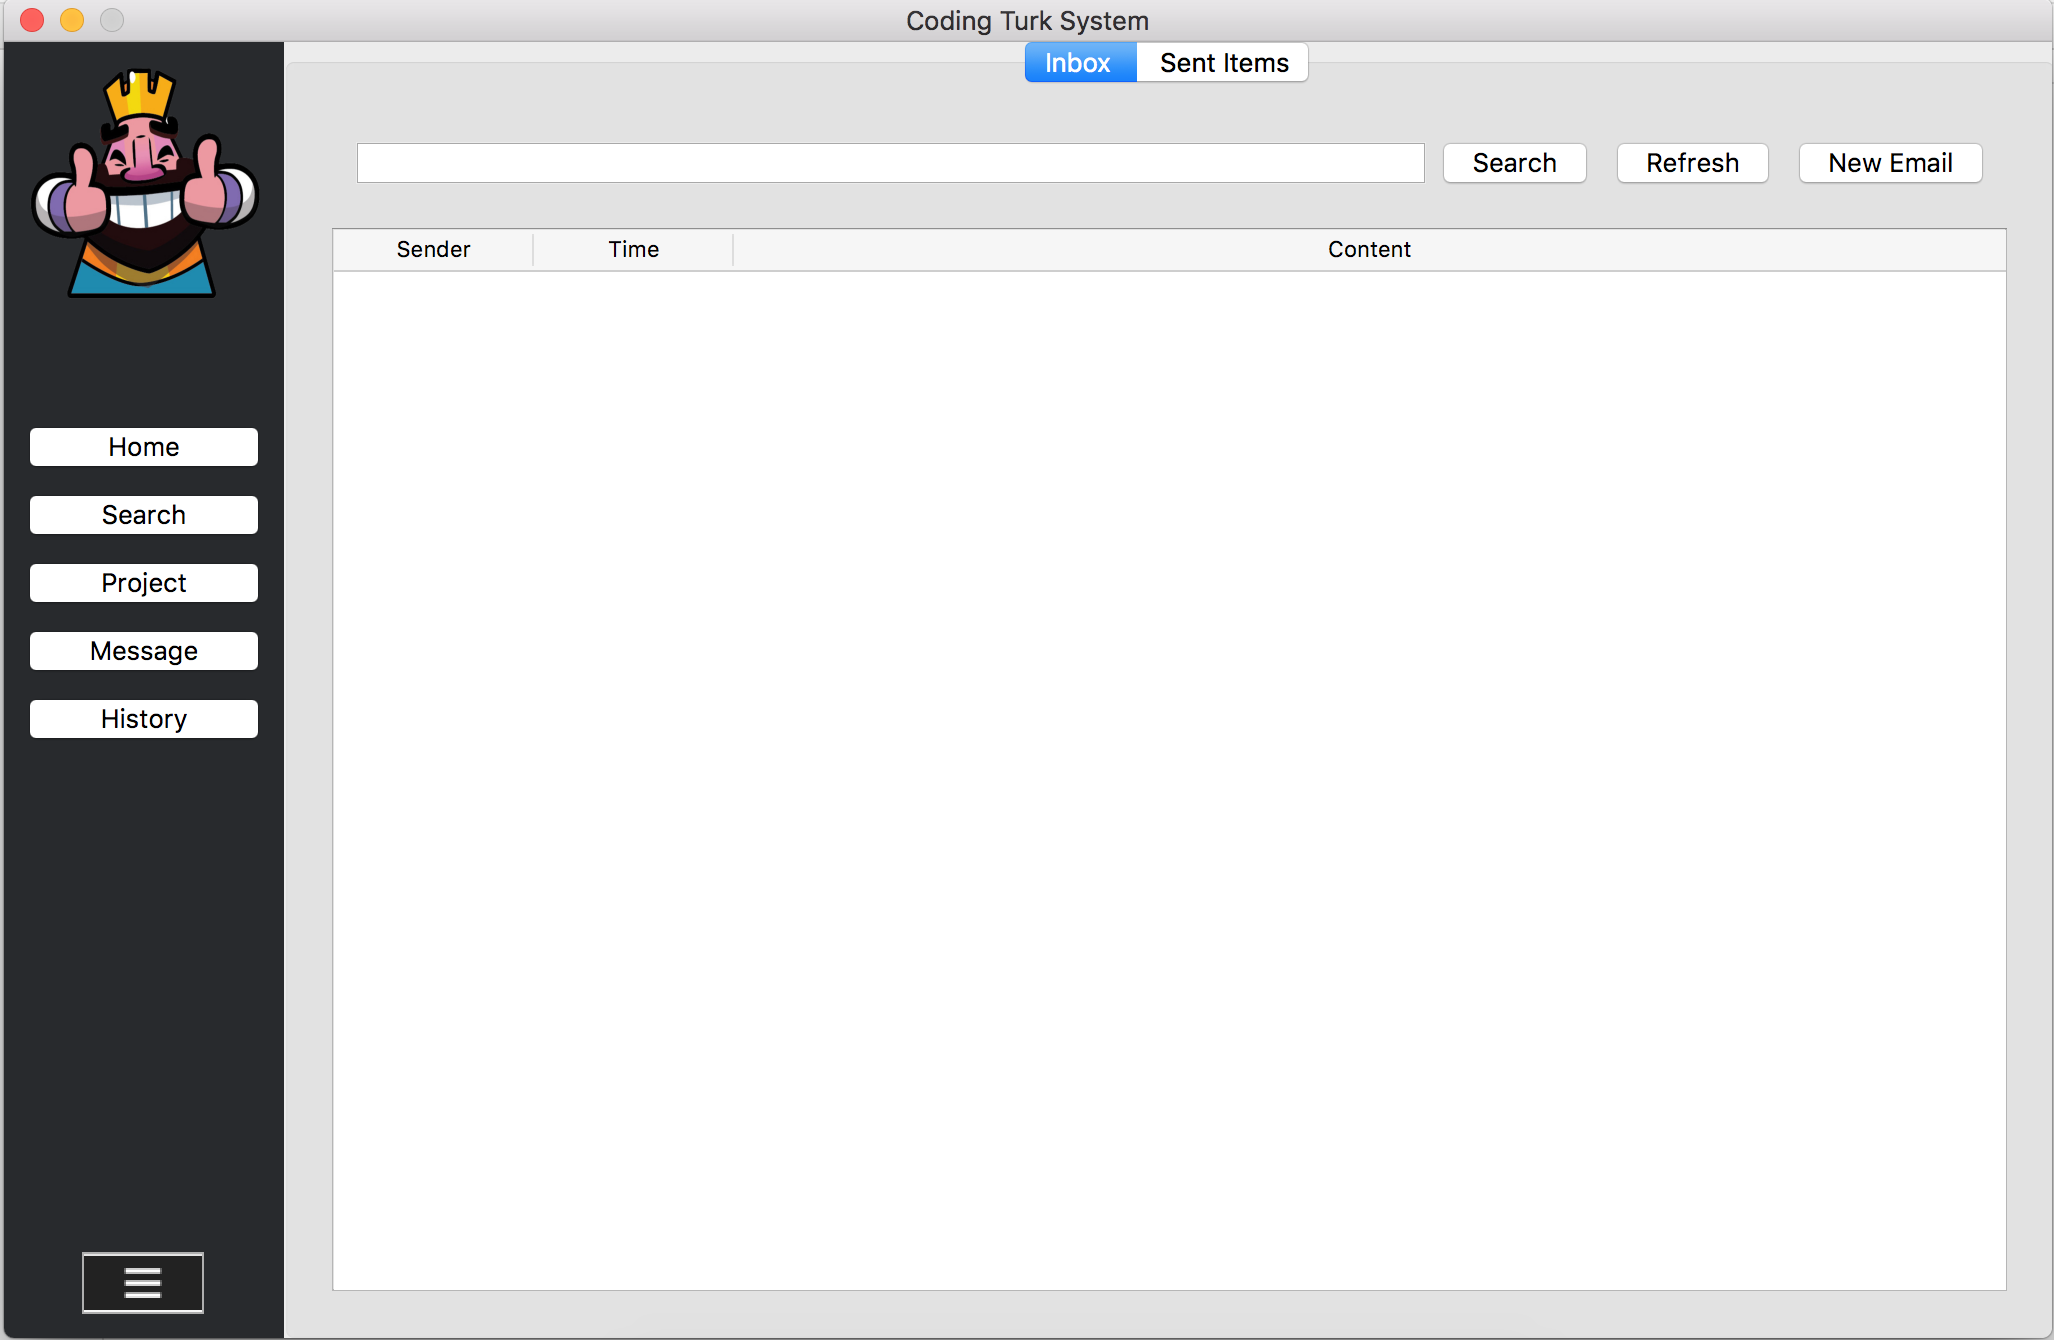 Coding Turk System
Inbox Sent Items
Search Refresh New Email
Sender Time Content
Home
Search
Project
Message
History